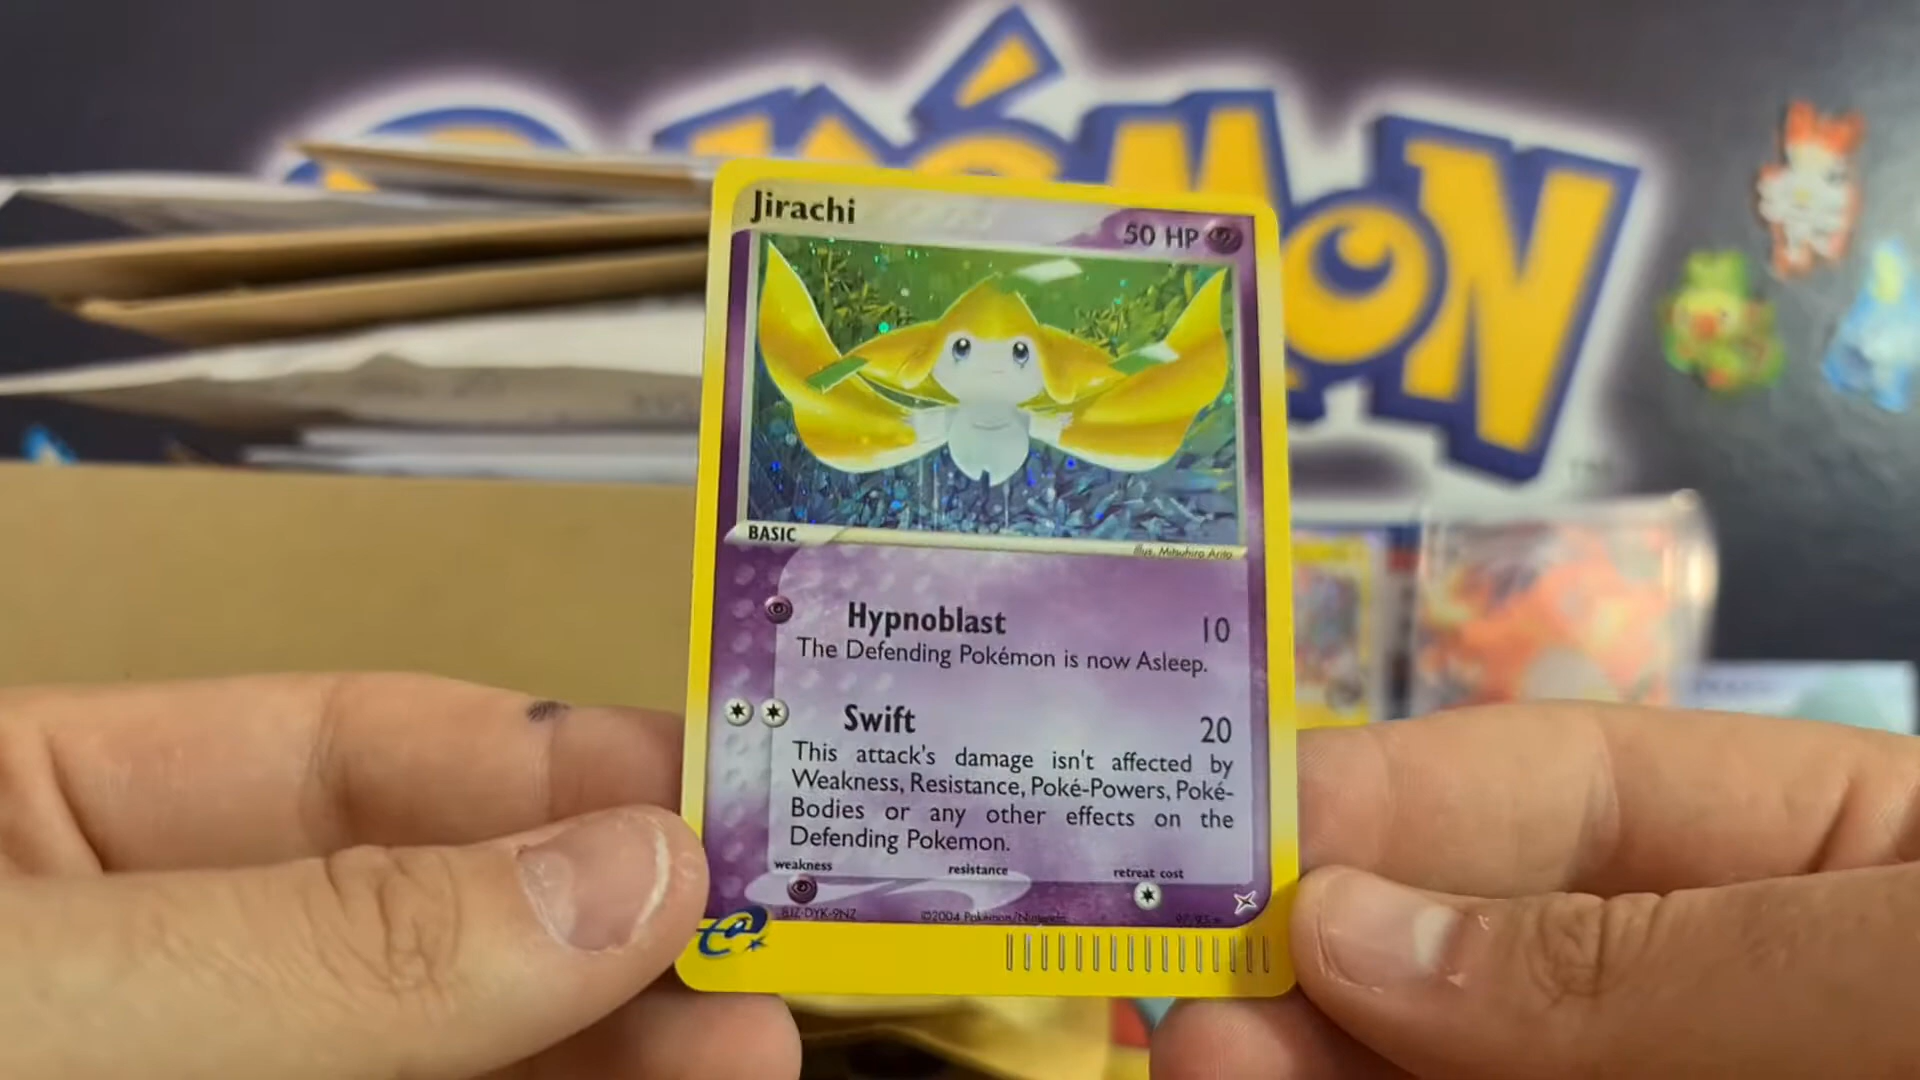 POKÉMON
Jirachi
50 HP
BASIC
Illus. Mitsuhiro Arita
Hypnoblast 10
The Defending Pokémon is now Asleep.
Swift 20
This attack's damage isn't affected by
Weakness, Resistance, Poké-Powers, Poké-
Bodies or any other effects on the
Defending Pokemon.
weakness resistance retreat cost
©2004 Pokémon/Nintendo